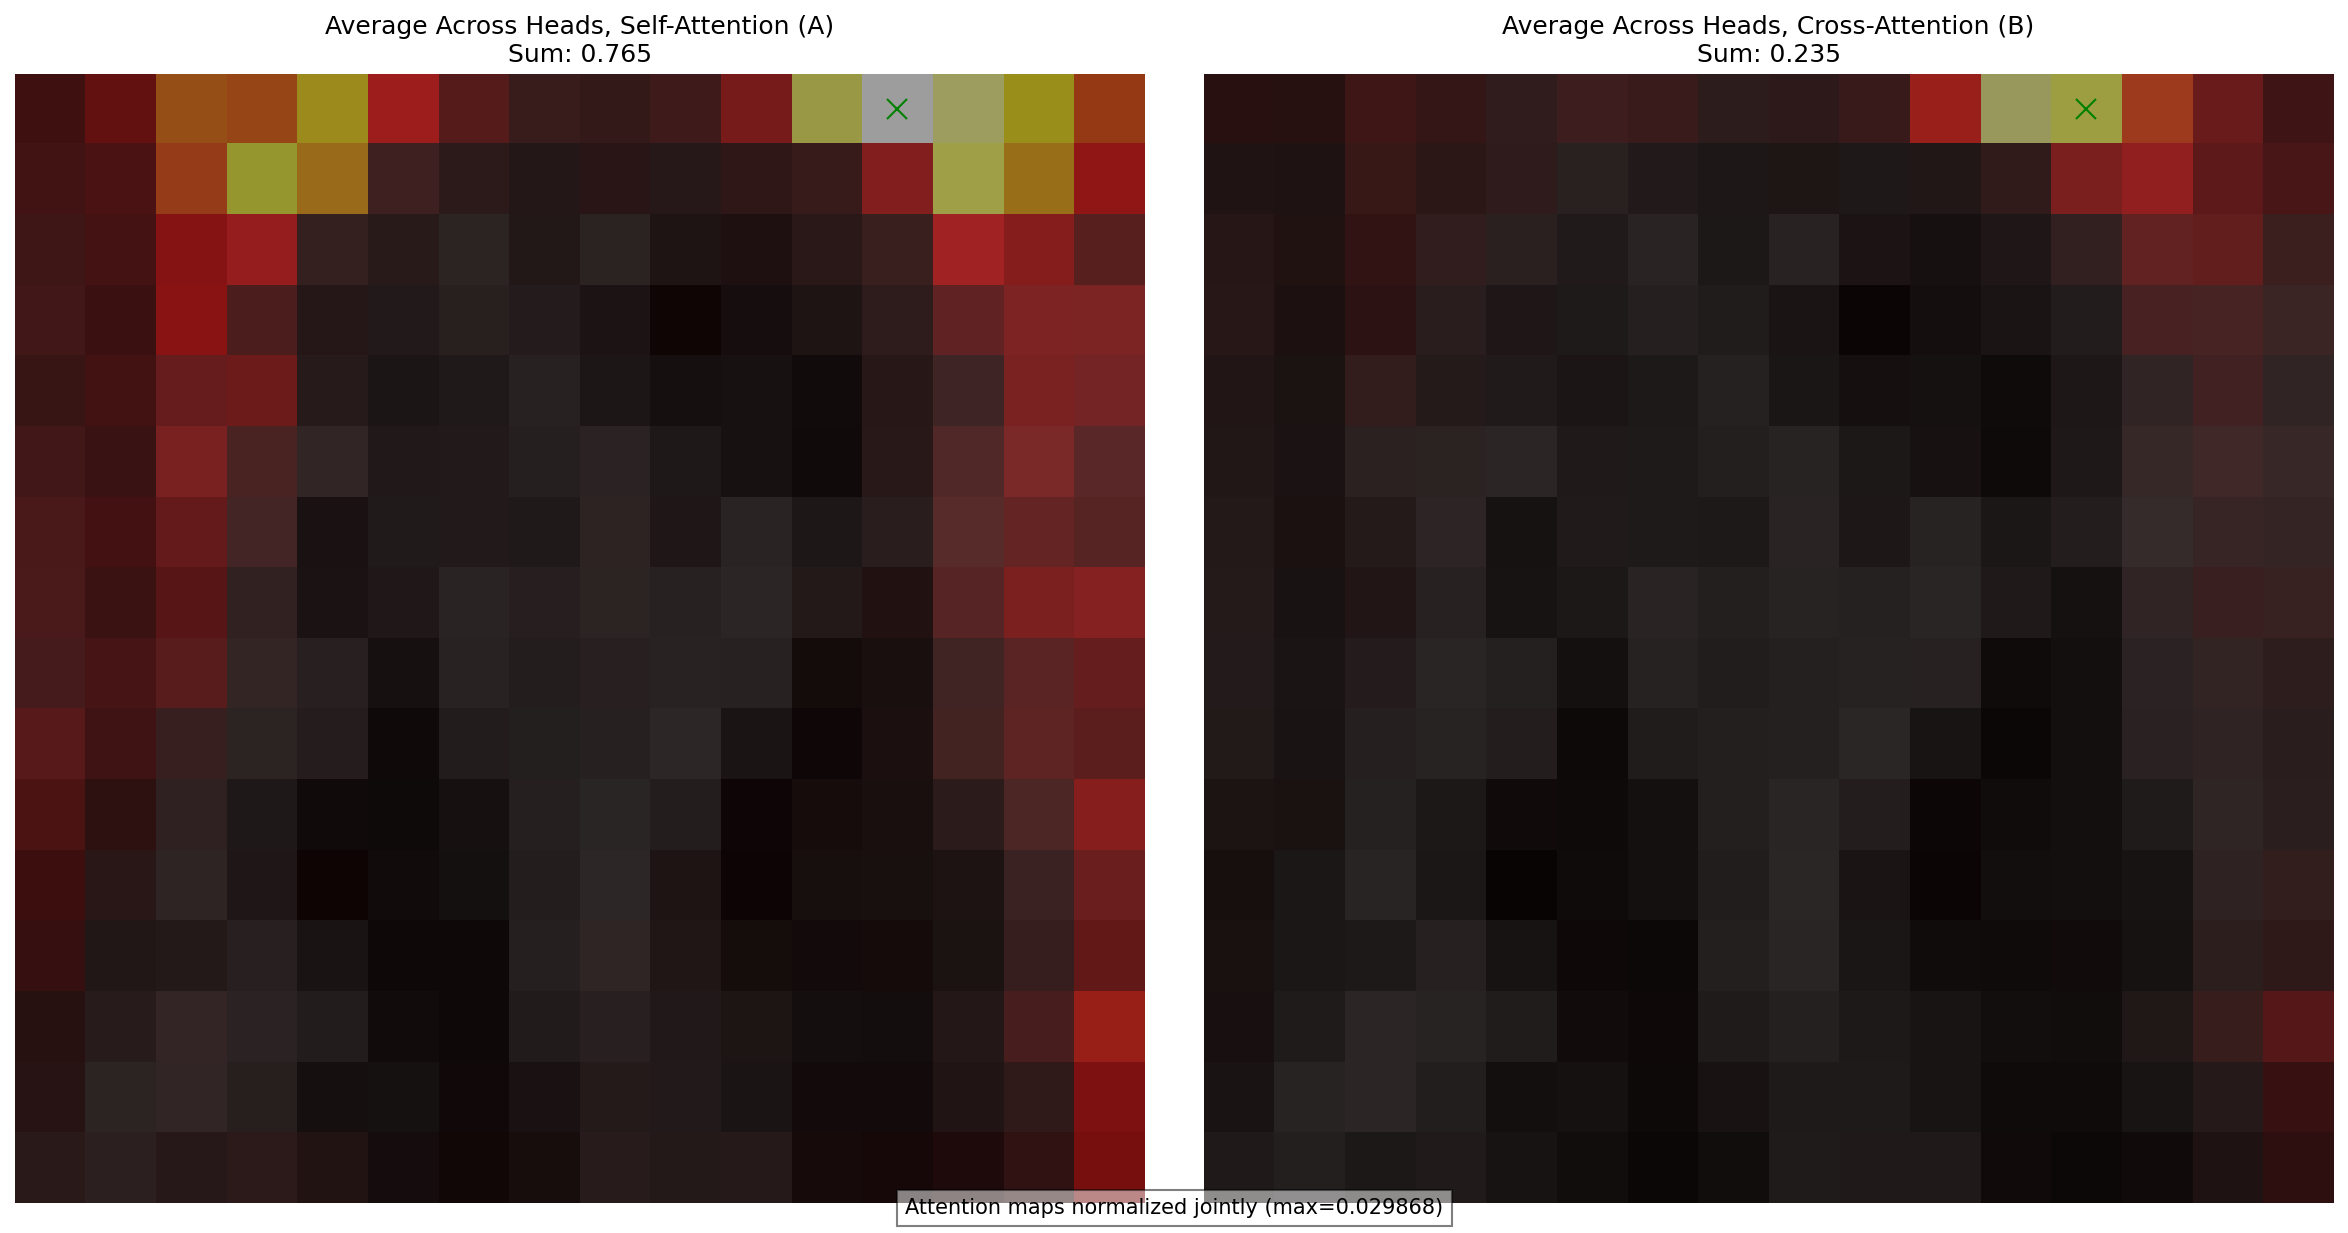 Average Across Heads, Self-Attention (A)
Sum: 0.765
Average Across Heads, Cross-Attention (B)
Sum: 0.235
Attention maps normalized jointly (max=0.029868)